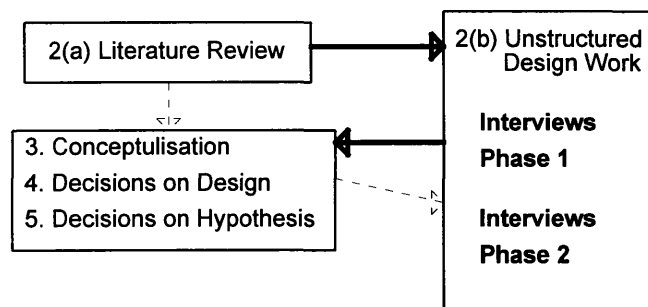 2(a) Literature Review
2(b) Unstructured
Design Work
Interviews
Phase 1
Interviews
Phase 2
3. Conceptulisation
4. Decisions on Design
5. Decisions on Hypothesis